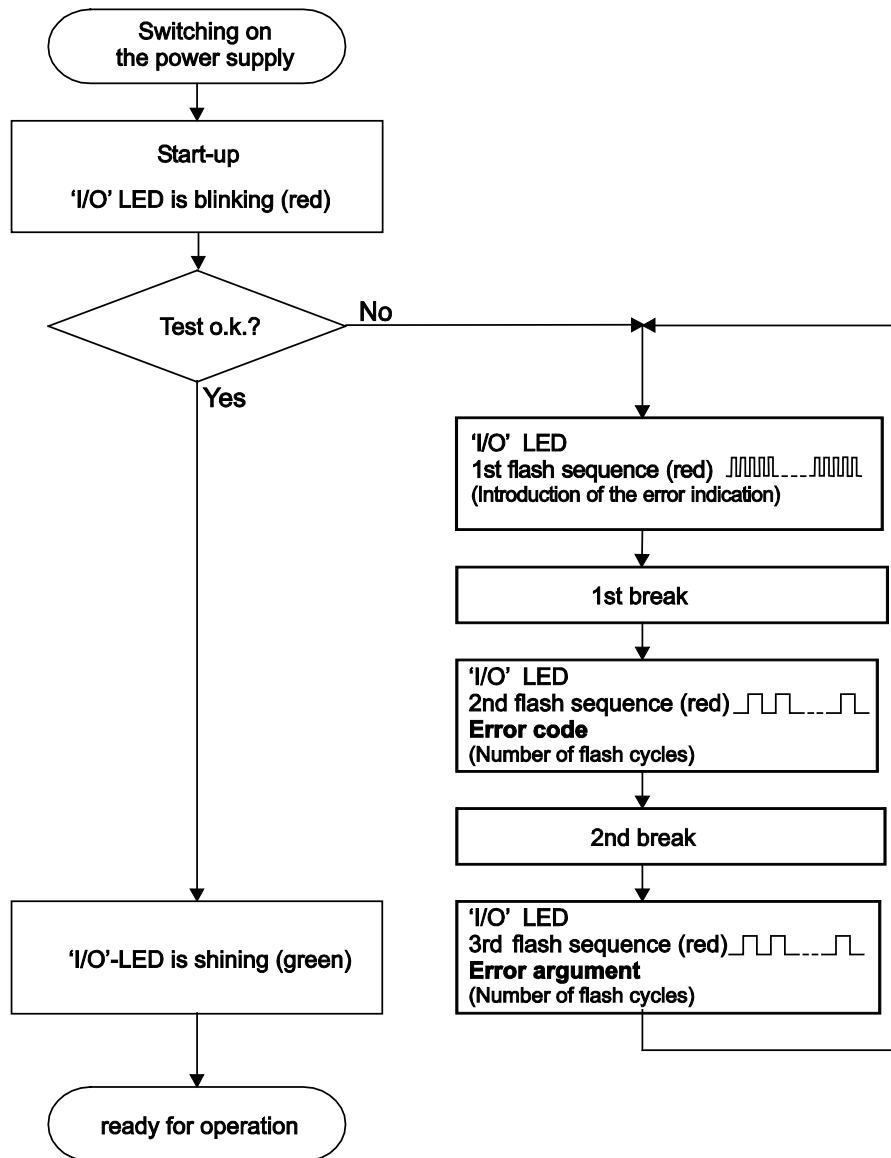 Switching on
the power supply
Start-up
‘I/O’ LED is blinking (red)
Test o.k.?
No
Yes
‘I/O’ LED
1st flash sequence (red)
(Introduction of the error indication)
1st break
‘I/O’ LED
2nd flash sequence (red)
Error code
(Number of flash cycles)
2nd break
‘I/O’ LED
3rd flash sequence (red)
Error argument
(Number of flash cycles)
‘I/O’-LED is shining (green)
ready for operation